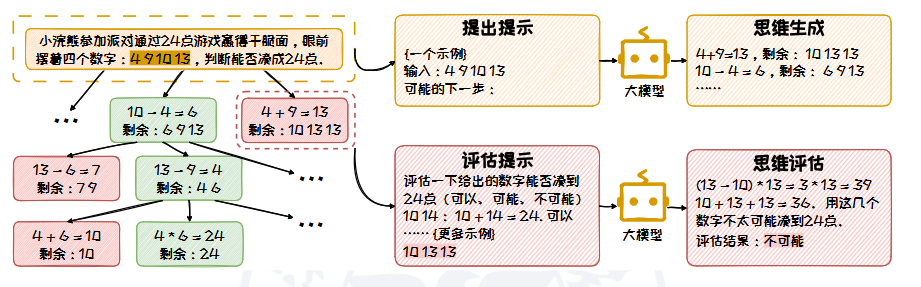 小浣熊参加派对通过24点游戏赢得干脆面，眼前
摆着四个数字：4 9 10 13，判断能否凑成24点.
...
10 − 4 = 6
剩余：6 9 13
4 + 9 = 13
剩余：10 13 13
13 − 6 = 7
剩余：7 9
13 − 9 = 4
剩余：4 6
...
4 + 6 = 10
剩余：10
4 * 6 = 24
剩余：24
...
提出提示
{一个示例}
输入：4 9 10 13
可能的下一步：
大模型
思维生成
4+9=13，剩余：10 13 13
10 − 4 = 6，剩余：6 9 13
......
评估提示
评估一下给出的数字能否凑到
24点（可以、可能、不可能）
10 14：10 + 14 = 24. 可以
...... {更多示例}
10 13 13
大模型
思维评估
(13 − 10) * 13 = 3 * 13 = 39
10 + 13 + 13 = 36. 用这几个
数字不太可能凑到24点.
评估结果：不可能